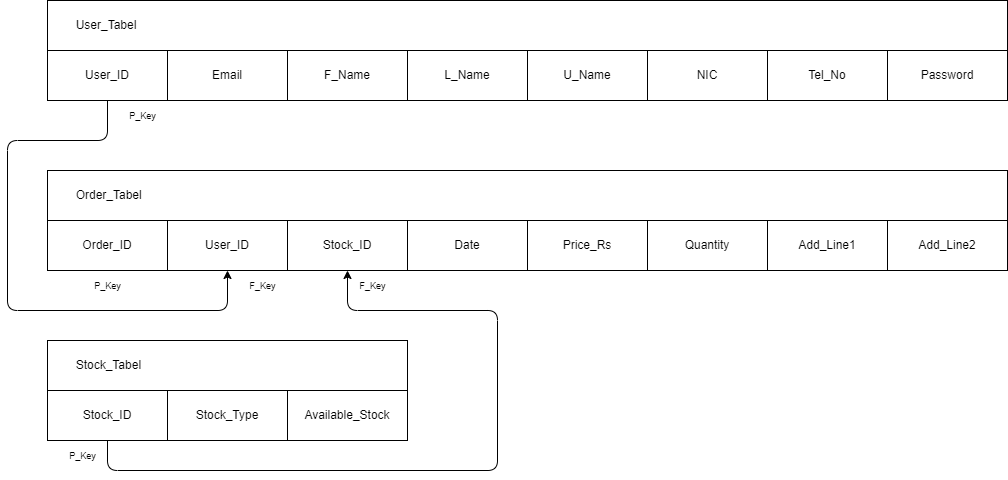 User_Tabel
User_ID Email F_Name L_Name U_Name NIC Tel_No Password
P_Key
Order_Tabel
Order_ID User_ID Stock_ID Date Price_Rs Quantity Add_Line1 Add_Line2
P_Key F_Key F_Key
Stock_Tabel
Stock_ID Stock_Type Available_Stock
P_Key